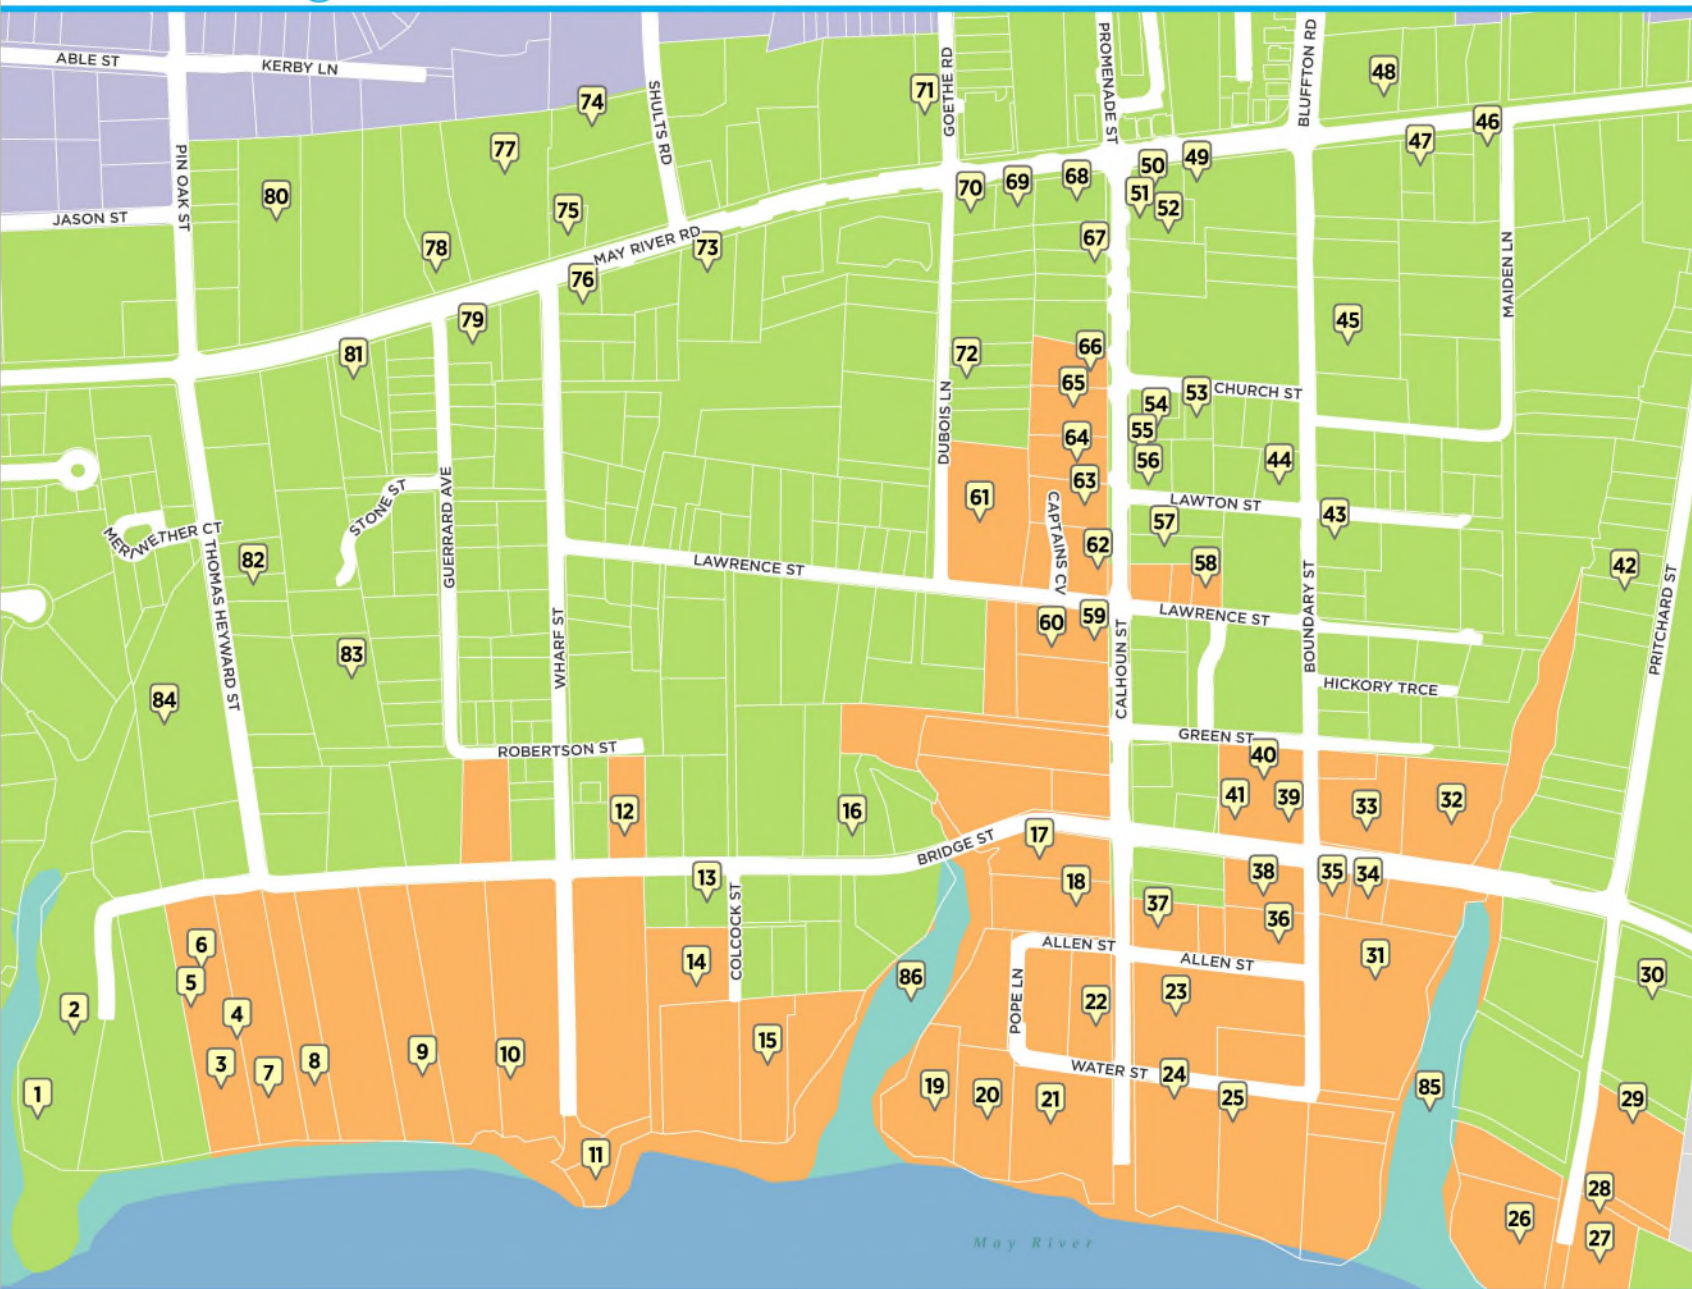 ABLE ST
KERBY LN
SHULTS RD
GOETHE RD
PROMENADE ST
BLUFFTON RD
PIN OAK ST
JASON ST
MAY RIVER RD
MAIDEN LN
48
71
74
46
47
77
49
50
80
68
69
70
51
52
75
67
78
73
76
45
79
66
81
72
65
53
CHURCH ST
54
55
64
56
44
DUBOIS LN
63
61
CAPTAINS CV
LAWTON ST
43
57
STONE ST
GUERRARD AVE
MERIWETHER CT
THOMAS HEYWARD ST
82
62
58
42
LAWRENCE ST
LAWRENCE ST
BOUNDARY ST
PRITCHARD ST
WHARF ST
60
59
CALHOUN ST
83
HICKORY TRCE
84
ROBERTSON ST
GREEN ST
40
41
39
33
32
12
16
17
BRIDGE ST
13
18
38
35
34
COLCOCK ST
37
36
6
14
ALLEN ST
ALLEN ST
31
5
86
POPE LN
22
23
30
2
4
3
7
8
9
10
15
WATER ST
24
25
19
20
21
85
29
1
11
28
26
27
May River